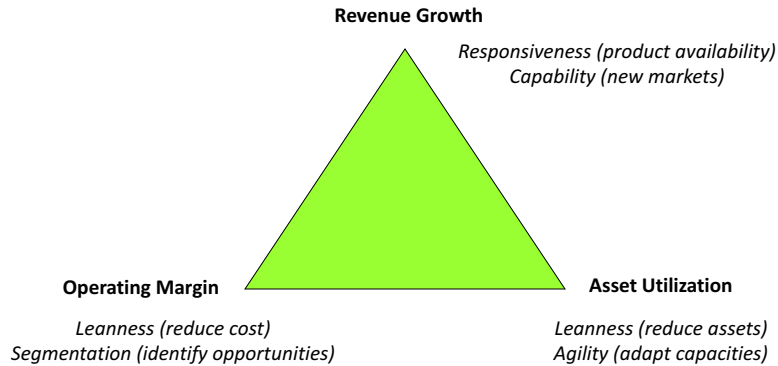 Revenue Growth
Responsiveness (product availability)
Capability (new markets)
Operating Margin
Leanness (reduce cost)
Segmentation (identify opportunities)
Asset Utilization
Leanness (reduce assets)
Agility (adapt capacities)